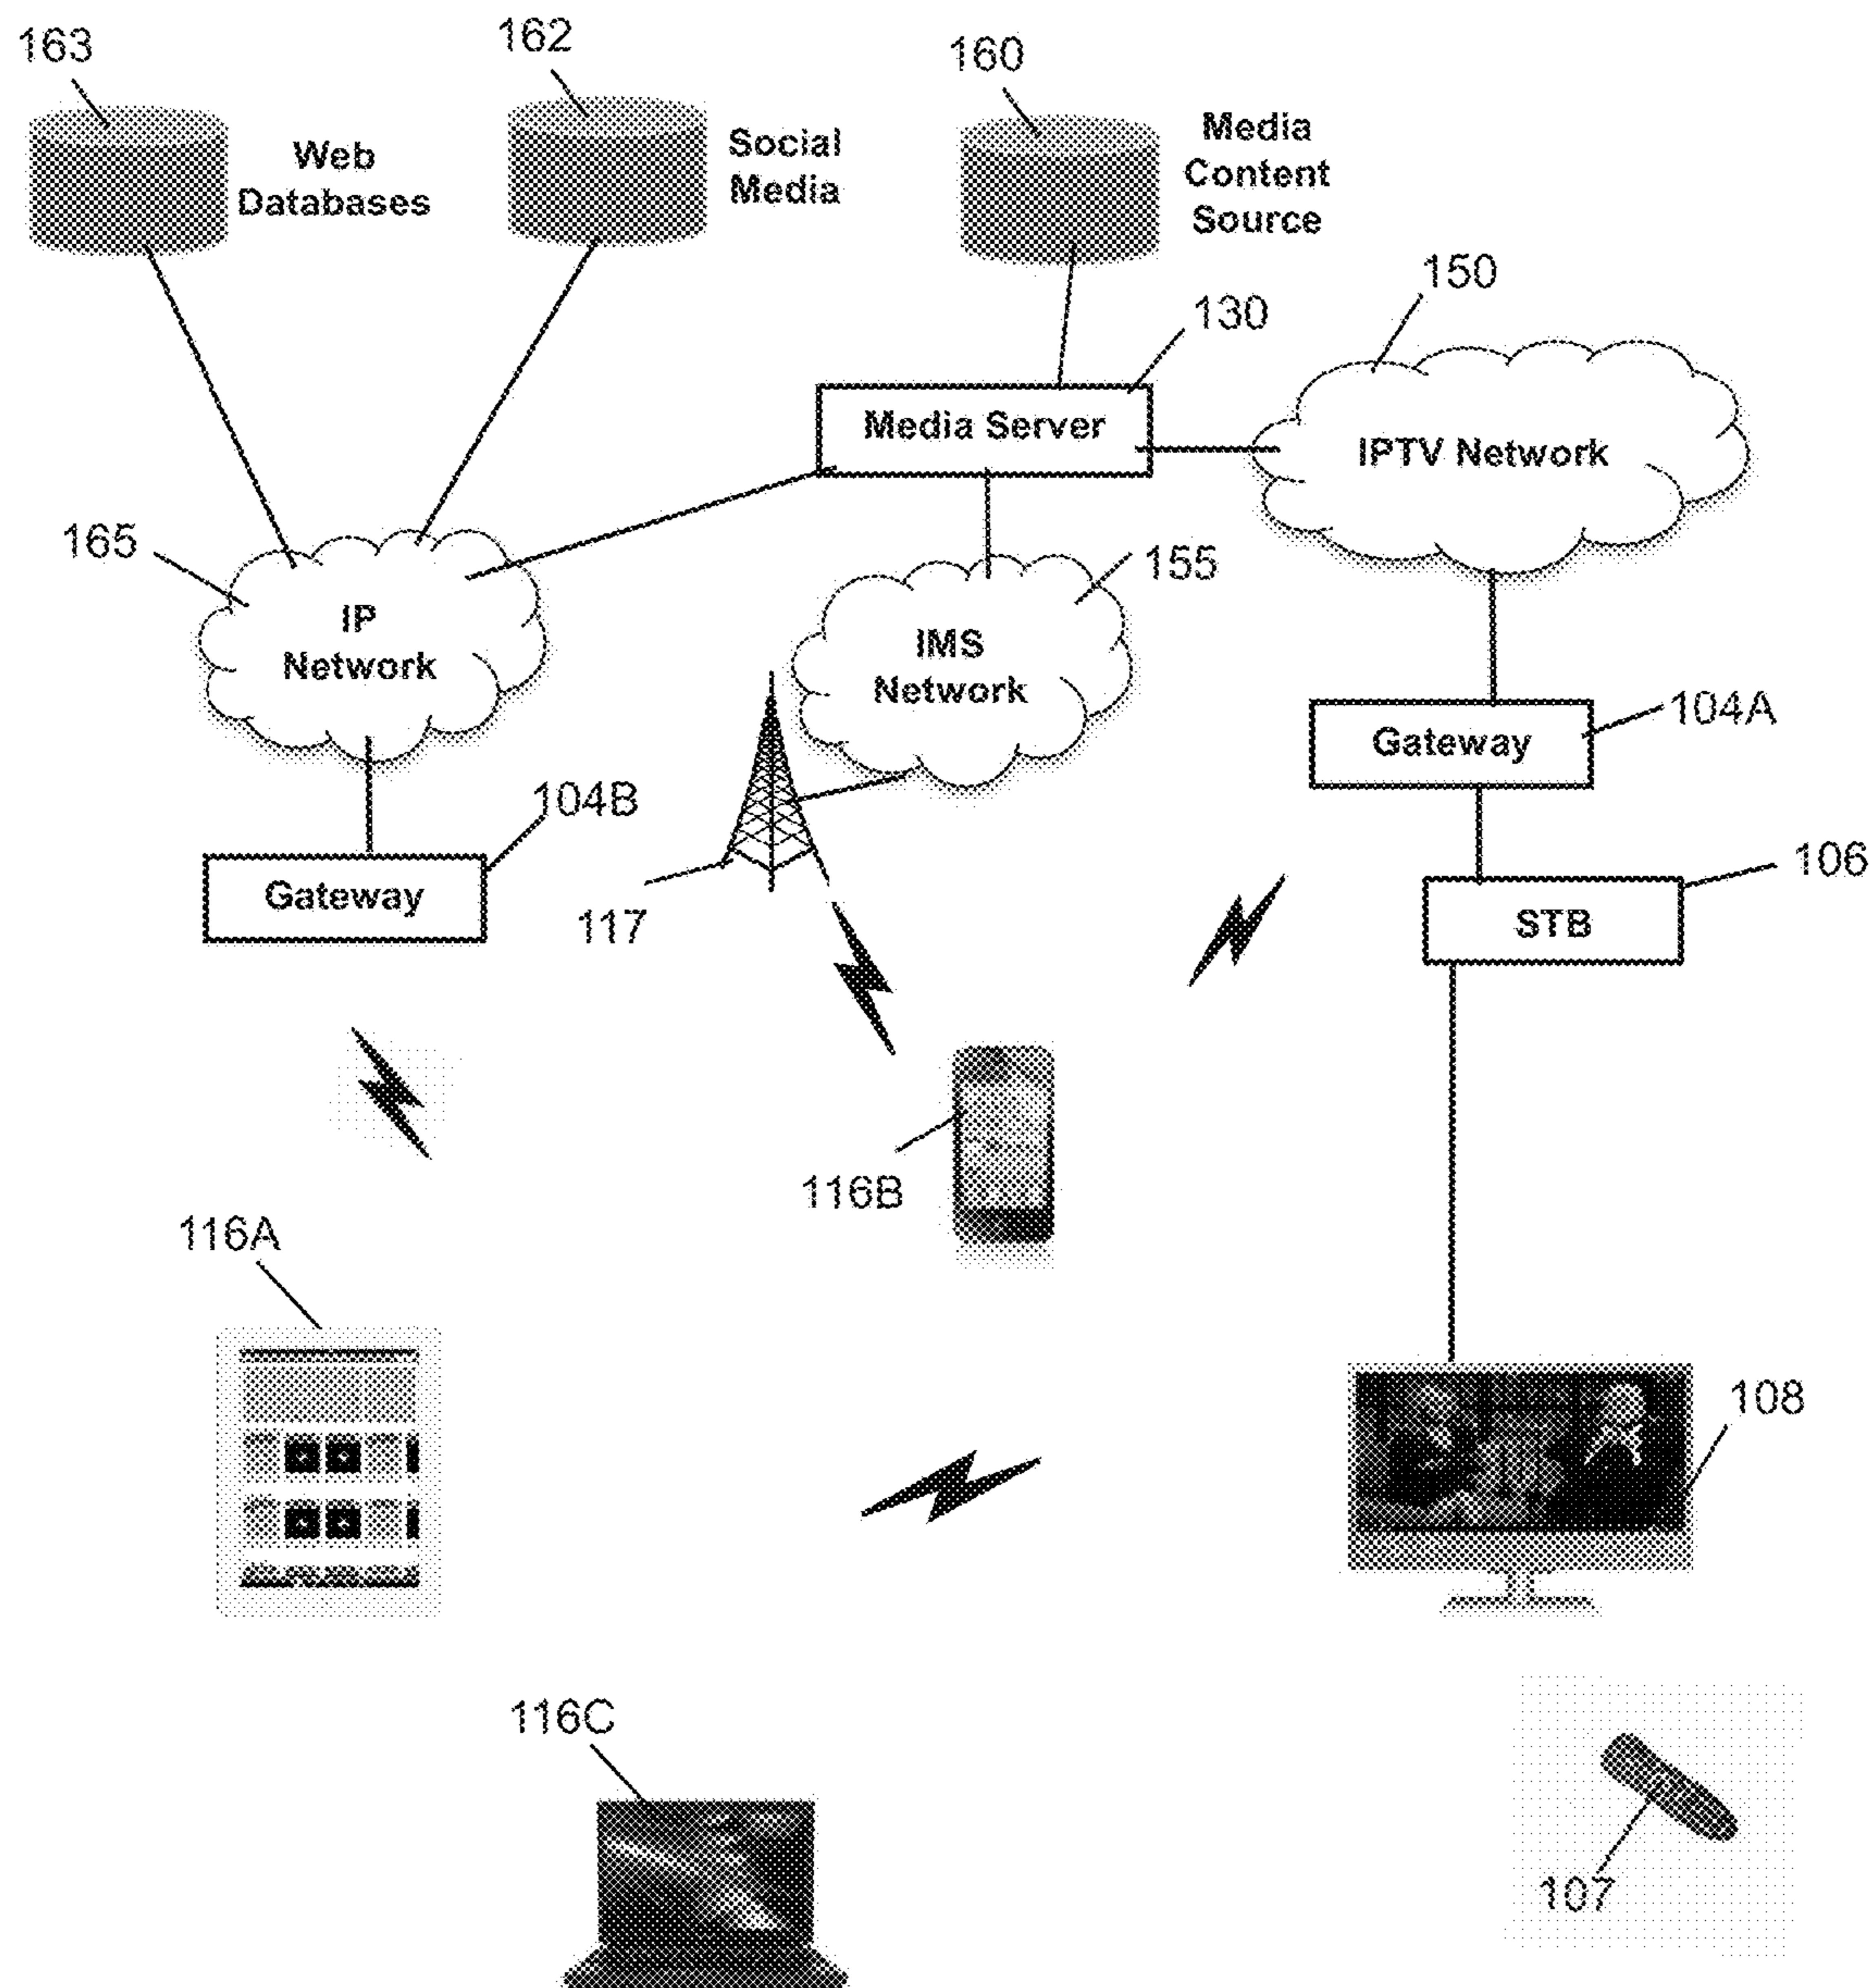 163
162
160
Web
Databases
Social
Media
Media
Content
Source
150
130
Media Server
IPTV Network
165
155
IP
Network
IMS
Network
104A
Gateway
104B
Gateway
106
STB
117
116B
116A
108
116C
107